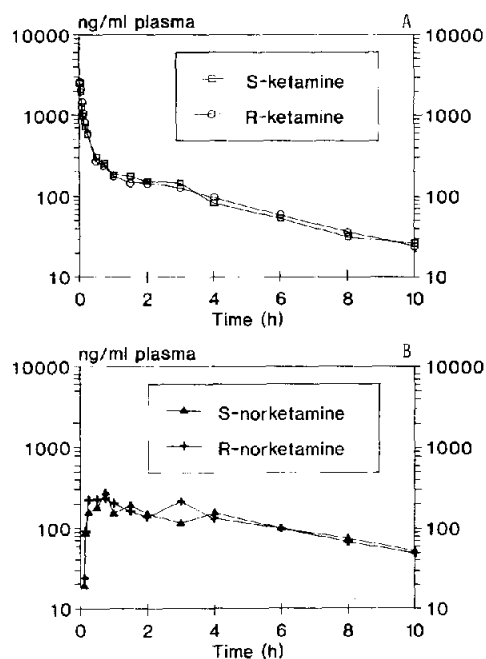 ng/ml plasma A
10000 10000
S-ketamine
R-ketamine
1000 1000
100 100
10 10
0 2 4 6 8 10
Time (h)
ng/ml plasma B
10000 10000
S-norketamine
R-norketamine
1000 1000
100 100
10 10
0 2 4 6 8 10
Time (h)